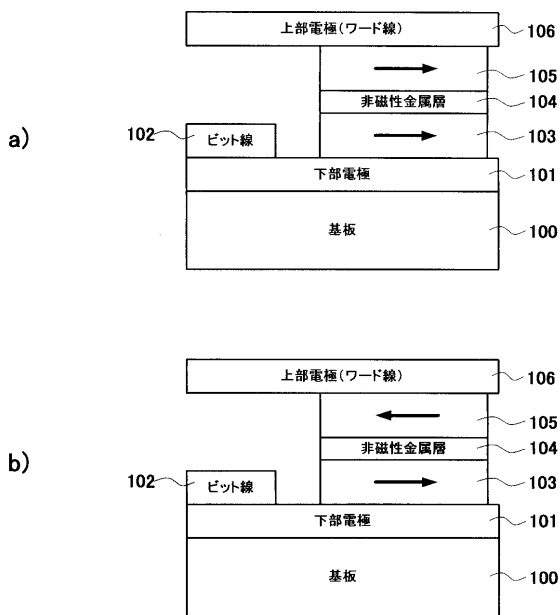 上部電極(ワード線)
106
105
非磁性金属層
104
a)
102
ビット線
103
下部電極
101
基板
100
上部電極(ワード線)
106
105
非磁性金属層
104
b)
102
ビット線
103
下部電極
101
基板
100